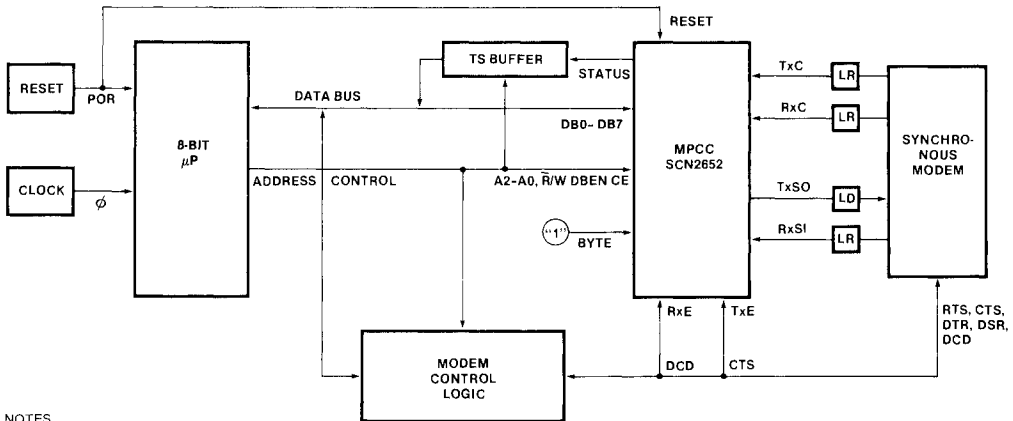 RESET
TS BUFFER
STATUS
TxC
LR
RESET
POR
DATA BUS
RxC
LR
DB0–DB7
8-BIT
μP
MPCC
SCN2652
SYNCHRO-
NOUS
MODEM
CLOCK
φ
ADDRESS
CONTROL
A2–A0, R̅/W DBEN CE
TxSO
LD
"1"
BYTE
RxSI
LR
RxE
TxE
RTS, CTS,
DTR, DSR,
DCD
MODEM
CONTROL
LOGIC
DCD
CTS
NOTES